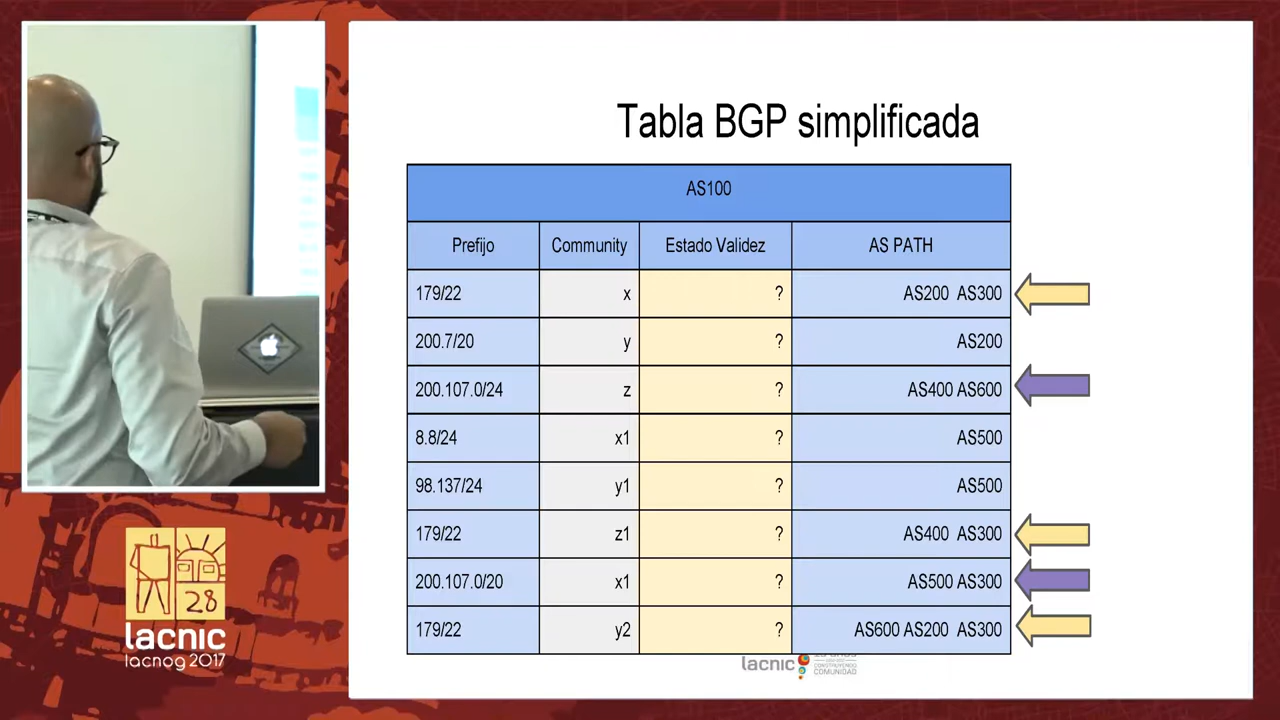 Tabla BGP simplificada
AS100
Prefijo Community Estado Validez AS PATH
179/22 x ? AS200 AS300
200.7/20 y ? AS200
200.107.0/24 z ? AS400 AS600
8.8/24 x1 ? AS500
98.137/24 y1 ? AS500
179/22 z1 ? AS400 AS300
200.107.0/20 x1 ? AS500 AS300
179/22 y2 ? AS600 AS200 AS300
lacnic
CONSTRUYENDO
COMUNIDAD
28
lacnic
lacnog 2017